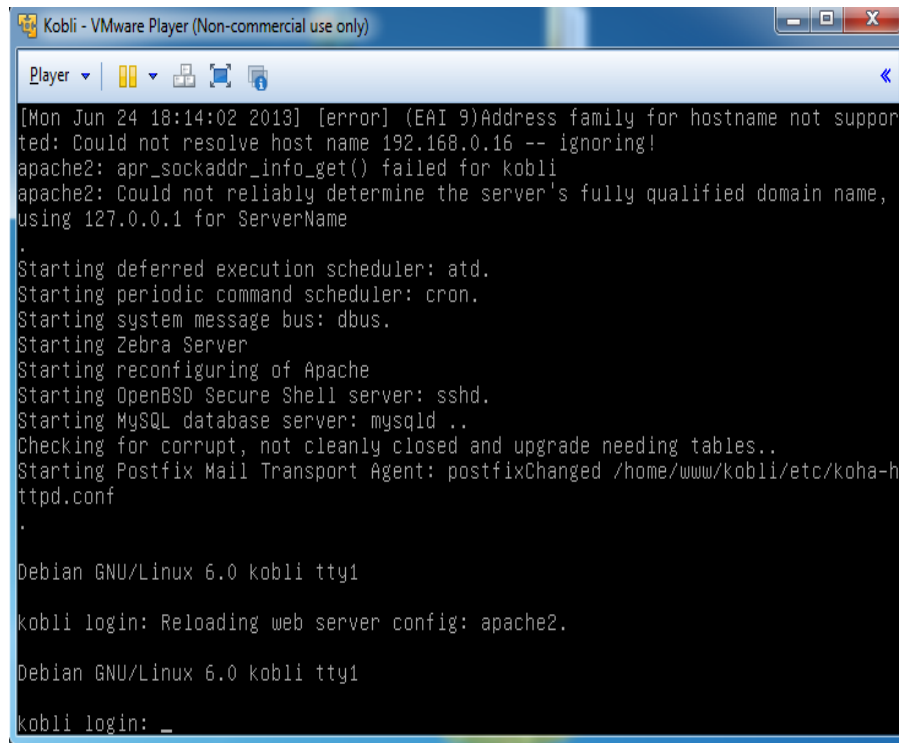 Kobli - VMware Player (Non-commercial use only)
Player
[Mon Jun 24 18:14:02 2013] [error] (EAI 9)Address family for hostname not suppor
ted: Could not resolve host name 192.168.0.16 -- ignoring!
apache2: apr_sockaddr_info_get() failed for kobli
apache2: Could not reliably determine the server's fully qualified domain name,
using 127.0.0.1 for ServerName
.
Starting deferred execution scheduler: atd.
Starting periodic command scheduler: cron.
Starting system message bus: dbus.
Starting Zebra Server
Starting reconfiguring of Apache
Starting OpenBSD Secure Shell server: sshd.
Starting MySQL database server: mysqld ..
Checking for corrupt, not cleanly closed and upgrade needing tables..
Starting Postfix Mail Transport Agent: postfixChanged /home/www/kobli/etc/koha-h
ttpd.conf
.
Debian GNU/Linux 6.0 kobli tty1
kobli login: Reloading web server config: apache2.
Debian GNU/Linux 6.0 kobli tty1
kobli login: _